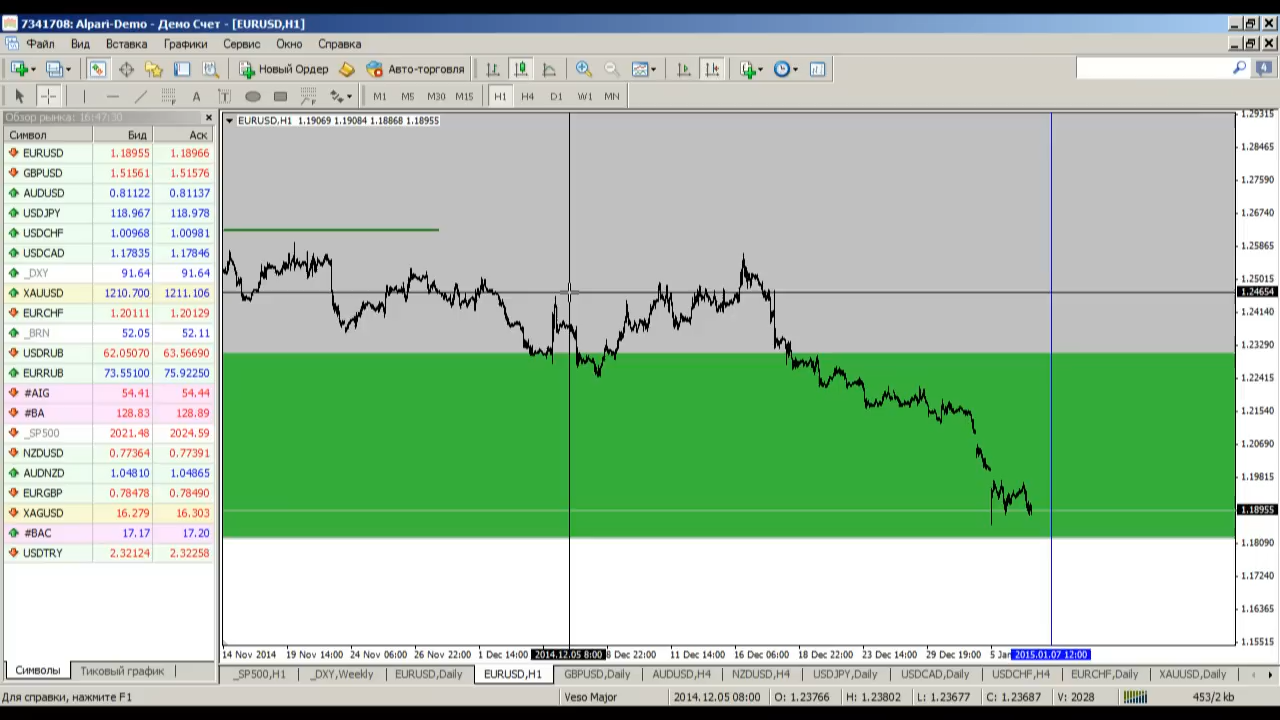 7341708: Alpari-Demo - Демо Счет - [EURUSD,H1]
Файл Вид Вставка Графики Сервис Окно Справка
Новый Ордер Авто-торговля 4
A T M1 M5 M30 M15 H1 H4 D1 W1 MN
Обзор рынка: 16:47:30
Символ Бид Аск
EURUSD 1.18955 1.18966
GBPUSD 1.51561 1.51576
AUDUSD 0.81122 0.81137
USDJPY 118.967 118.978
USDCHF 1.00968 1.00981
USDCAD 1.17835 1.17846
_DXY 91.64 91.64
XAUUSD 1210.700 1211.106
EURCHF 1.20111 1.20129
_BRN 52.05 52.11
USDRUB 62.05070 63.56690
EURRUB 73.55100 75.92250
#AIG 54.41 54.44
#BA 128.83 128.89
_SP500 2021.48 2024.59
NZDUSD 0.77364 0.77391
AUDNZD 1.04810 1.04865
EURGBP 0.78478 0.78490
XAGUSD 16.279 16.303
#BAC 17.17 17.20
USDTRY 2.32124 2.32258
Символы Тиковый график
EURUSD,H1 1.19069 1.19084 1.18868 1.18955
1.29315
1.28465
1.27590
1.26740
1.25865
1.25015
1.24654
1.24140
1.23290
1.22415
1.21540
1.20690
1.19815
1.18955
1.18090
1.17240
1.16365
1.15515
14 Nov 2014 19 Nov 14:00 24 Nov 06:00 26 Nov 22:00 1 Dec 14:00 2014.12.05 8:00 8 Dec 22:00 11 Dec 14:00 16 Dec 06:00 18 Dec 22:00 23 Dec 14:00 29 Dec 19:00 5 Jan 2015.01.07 12:00
_SP500,H1 _DXY,Weekly EURUSD,Daily EURUSD,H1 GBPUSD,Daily AUDUSD,H4 NZDUSD,H4 USDJPY,Daily USDCAD,Daily USDCHF,H4 EURCHF,Daily XAUUSD,Daily
Для справки, нажмите F1 Veso Major 2014.12.05 08:00 O: 1.23766 H: 1.23802 L: 1.23677 C: 1.23687 V: 2028 453/2 kb